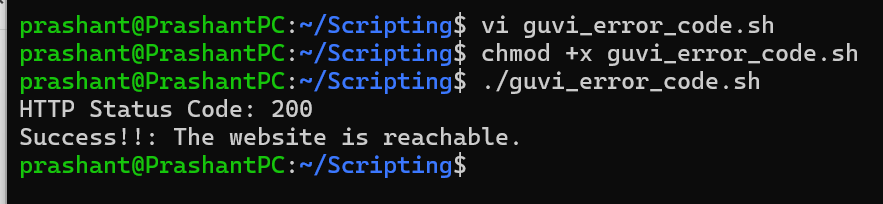 prashant@PrashantPC:~/Scripting$ vi guvi_error_code.sh
prashant@PrashantPC:~/Scripting$ chmod +x guvi_error_code.sh
prashant@PrashantPC:~/Scripting$ ./guvi_error_code.sh
HTTP Status Code: 200
Success!!: The website is reachable.
prashant@PrashantPC:~/Scripting$